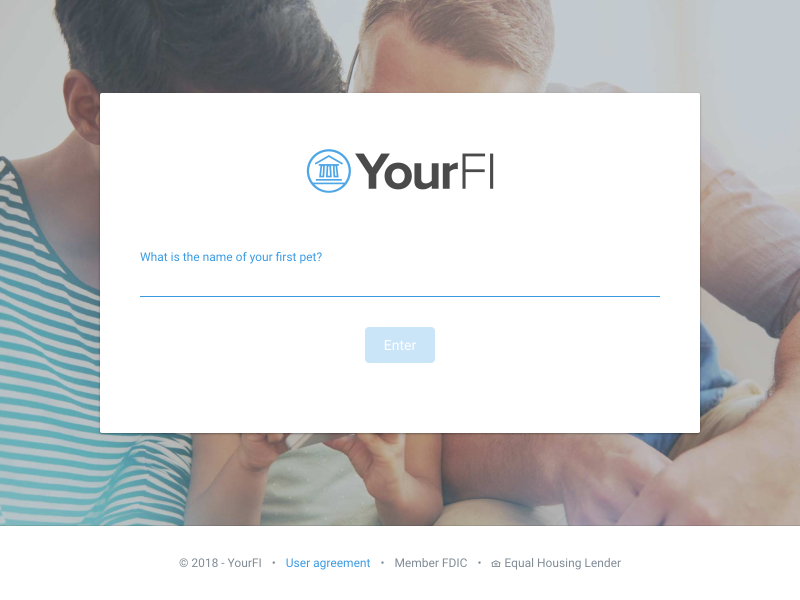 YourFI
What is the name of your first pet?
Enter
© 2018 - YourFI • User agreement • Member FDIC • Equal Housing Lender